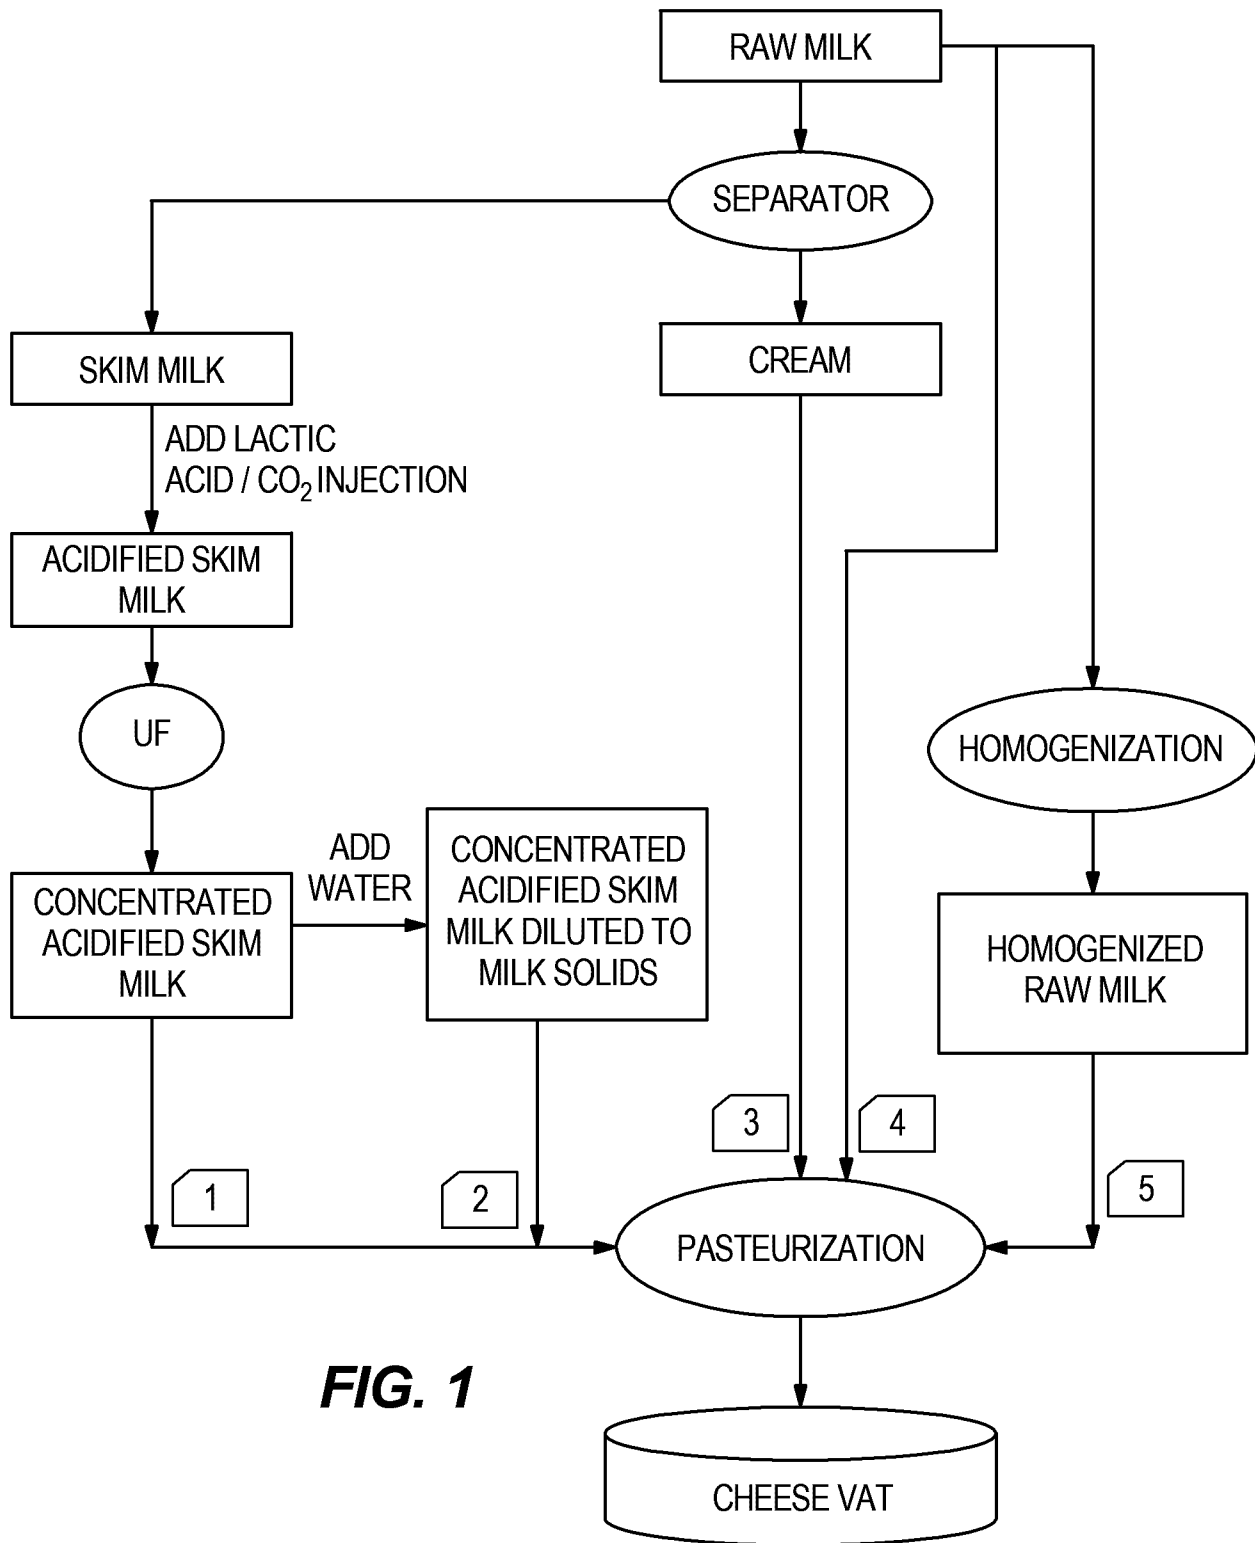 RAW MILK
SEPARATOR
SKIM MILK
CREAM
ADD LACTIC
ACID / CO₂ INJECTION
ACIDIFIED SKIM
MILK
UF
HOMOGENIZATION
ADD
WATER
CONCENTRATED
ACIDIFIED SKIM
MILK
CONCENTRATED
ACIDIFIED SKIM
MILK DILUTED TO
MILK SOLIDS
HOMOGENIZED
RAW MILK
1
2
3
4
5
PASTEURIZATION
FIG. 1
CHEESE VAT